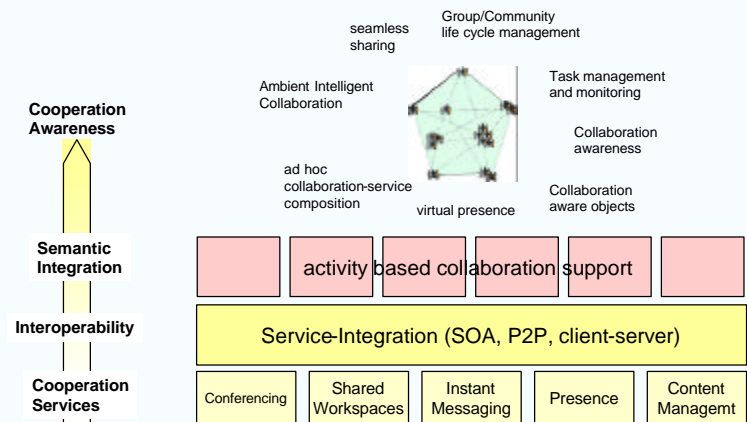 seamless
sharing
Group/Community
life cycle management
Ambient Intelligent
Collaboration
Task management
and monitoring
Cooperation
Awareness
Collaboration
awareness
ad hoc
collaboration-service
composition
Collaboration
aware objects
virtual presence
Semantic
Integration
activity based collaboration support
Interoperability
Service-Integration (SOA, P2P, client-server)
Cooperation
Services
Conferencing
Shared
Workspaces
Instant
Messaging
Presence
Content
Managemt